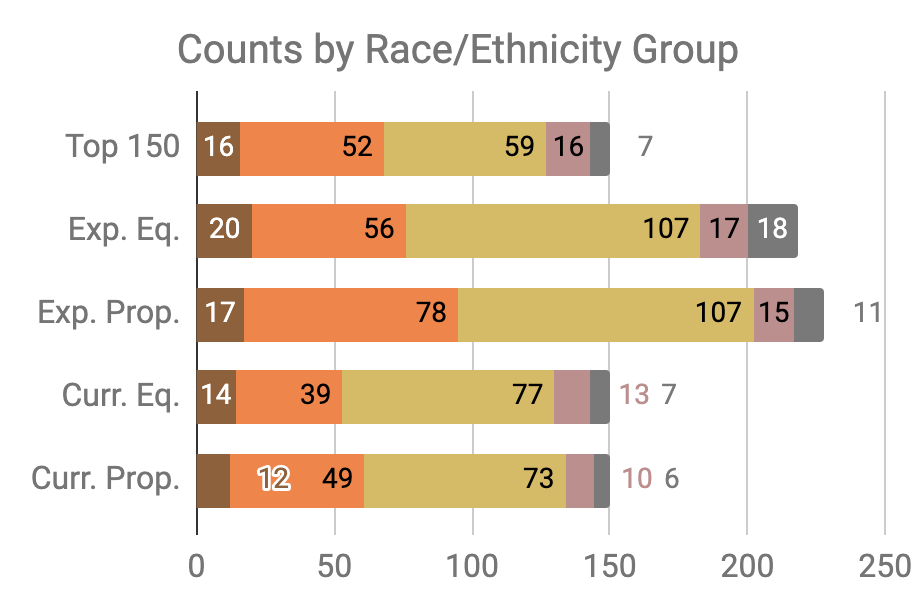 Counts by Race/Ethnicity Group
Top 150 16 52 59 16 7
Exp. Eq. 20 56 107 17 18
Exp. Prop. 17 78 107 15 11
Curr. Eq. 14 39 77 13 7
Curr. Prop. 12 49 73 10 6
0 50 100 150 200 250